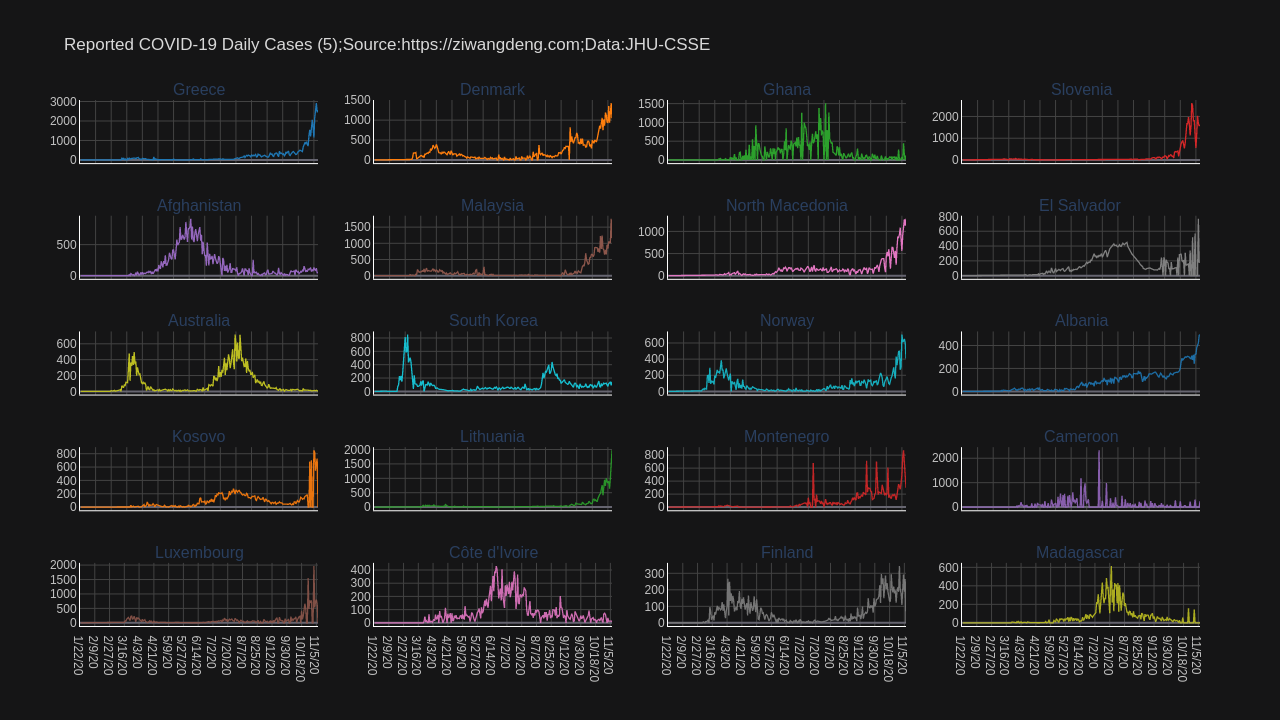 Reported COVID-19 Daily Cases (5);Source:https://ziwangdeng.com;Data:JHU-CSSE
Greece Denmark Ghana Slovenia
3000 2000 1000 0
1500 1000 500 0
1500 1000 500 0
2000 1000 0
Afghanistan Malaysia North Macedonia El Salvador
500 0
1500 1000 500 0
1000 500 0
800 600 400 200 0
Australia South Korea Norway Albania
600 400 200 0
800 600 400 200
600 400 200 0
400 200 0
Kosovo Lithuania Montenegro Cameroon
800 600 400 200 0
2000 1500 1000 500 0
800 600 400 200 0
2000 1000 0
Luxembourg Côte d'Ivoire Finland Madagascar
2000 1500 1000 500 0
400 300 200 100 0
300 200 100 0
600 400 200 0
1/22/20 2/9/20 2/27/20 3/16/20 4/3/20 4/21/20 5/9/20 5/27/20 6/14/20 7/2/20 7/20/20 8/7/20 8/25/20 9/12/20 9/30/20 10/18/20 11/5/20
1/22/20 2/9/20 2/27/20 3/16/20 4/3/20 4/21/20 5/9/20 5/27/20 6/14/20 7/2/20 7/20/20 8/7/20 8/25/20 9/12/20 9/30/20 10/18/20 11/5/20
1/22/20 2/9/20 2/27/20 3/16/20 4/3/20 4/21/20 5/9/20 5/27/20 6/14/20 7/2/20 7/20/20 8/7/20 8/25/20 9/12/20 9/30/20 10/18/20 11/5/20
1/22/20 2/9/20 2/27/20 3/16/20 4/3/20 4/21/20 5/9/20 5/27/20 6/14/20 7/2/20 7/20/20 8/7/20 8/25/20 9/12/20 9/30/20 10/18/20 11/5/20